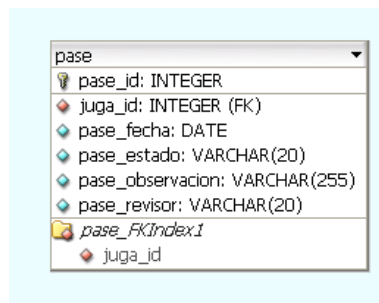 pase
pase_id: INTEGER
juga_id: INTEGER (FK)
pase_fecha: DATE
pase_estado: VARCHAR(20)
pase_observacion: VARCHAR(255)
pase_revisor: VARCHAR(20)
pase_FKIndex1
juga_id